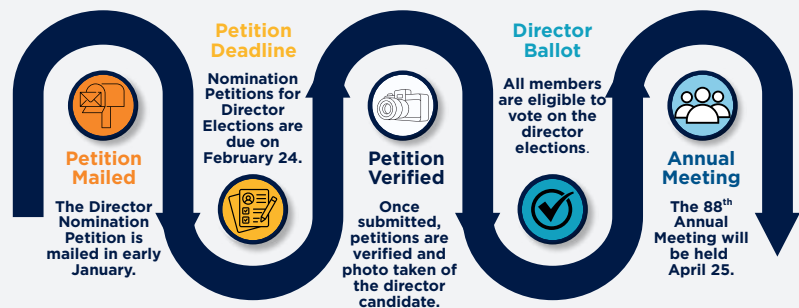 Petition
Mailed
The Director
Nomination
Petition is
mailed in early
January.
Petition
Deadline
Nomination
Petitions for
Director
Elections are
due on
February 24.
Petition
Verified
Once
submitted,
petitions are
verified and
photo taken of
the director
candidate.
Director
Ballot
All members
are eligible to
vote on the
director
elections.
Annual
Meeting
The 88th
Annual
Meeting will
be held
April 25.